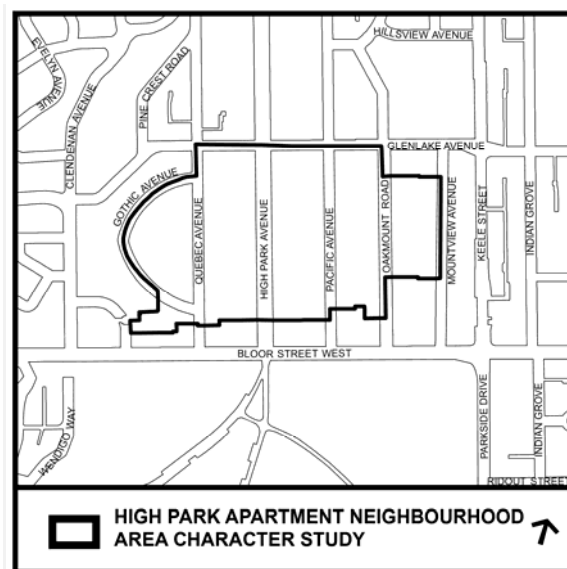 HILLSVIEW AVENUE
EVELYN AVENUE
CLENDENAN AVENUE
PINE CREST ROAD
GLENLAKE AVENUE
GOTHIC AVENUE
QUEBEC AVENUE
HIGH PARK AVENUE
PACIFIC AVENUE
OAKMOUNT ROAD
MOUNTVIEW AVENUE
KEELE STREET
INDIAN GROVE
BLOOR STREET WEST
WENDIGO WAY
PARKSIDE DRIVE
INDIAN GROVE
RIDOUT STREET
HIGH PARK APARTMENT NEIGHBOURHOOD
AREA CHARACTER STUDY